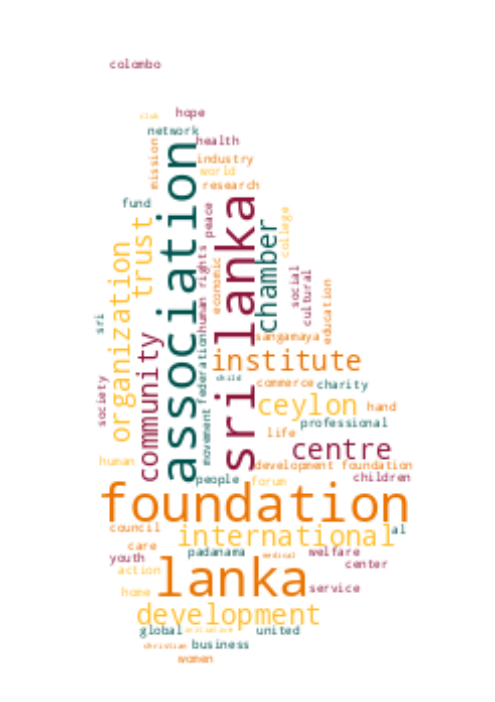 colombo
club
hope
network
health
mission
industry
world
research
fund
association
trust
peace
sri lanka
chamber
college
organization
human rights
economic
social
cultural
education
sri
community
federation
sangamaya
institute
society
movement
child
commerce
charity
ceylon
hand
professional
life
centre
human
people
development foundation
forum
children
foundation
council
international
al
care
padanama
medical
welfare
youth
center
action
lanka
home
service
development
global
united
christian
business
women